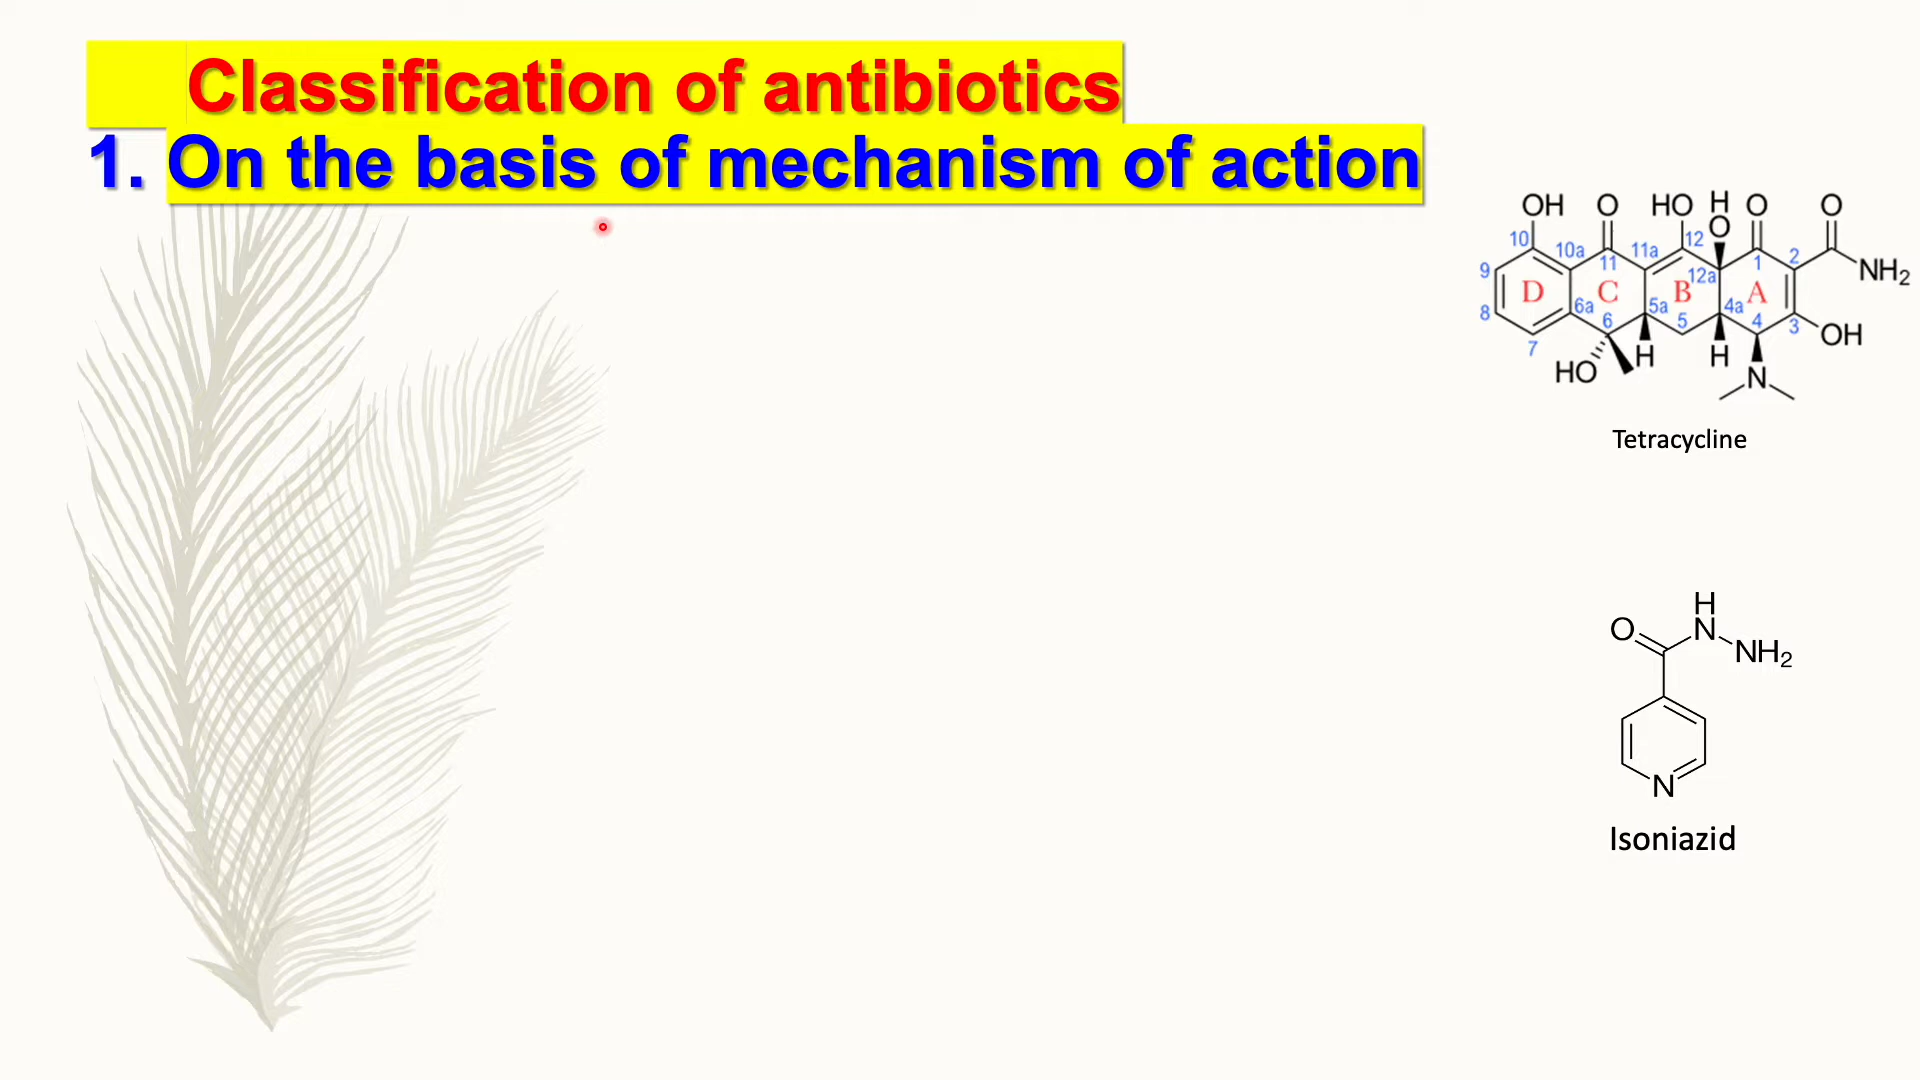 Classification of antibiotics
1. On the basis of mechanism of action
OH O HO H O O O
10 10a 11 11a 12 12a 1 2 NH2
9 D C B A
8 6a 6 5a 5 4a 4 3 OH
7 HO H H N
Tetracycline
H
O N NH2
N
Isoniazid